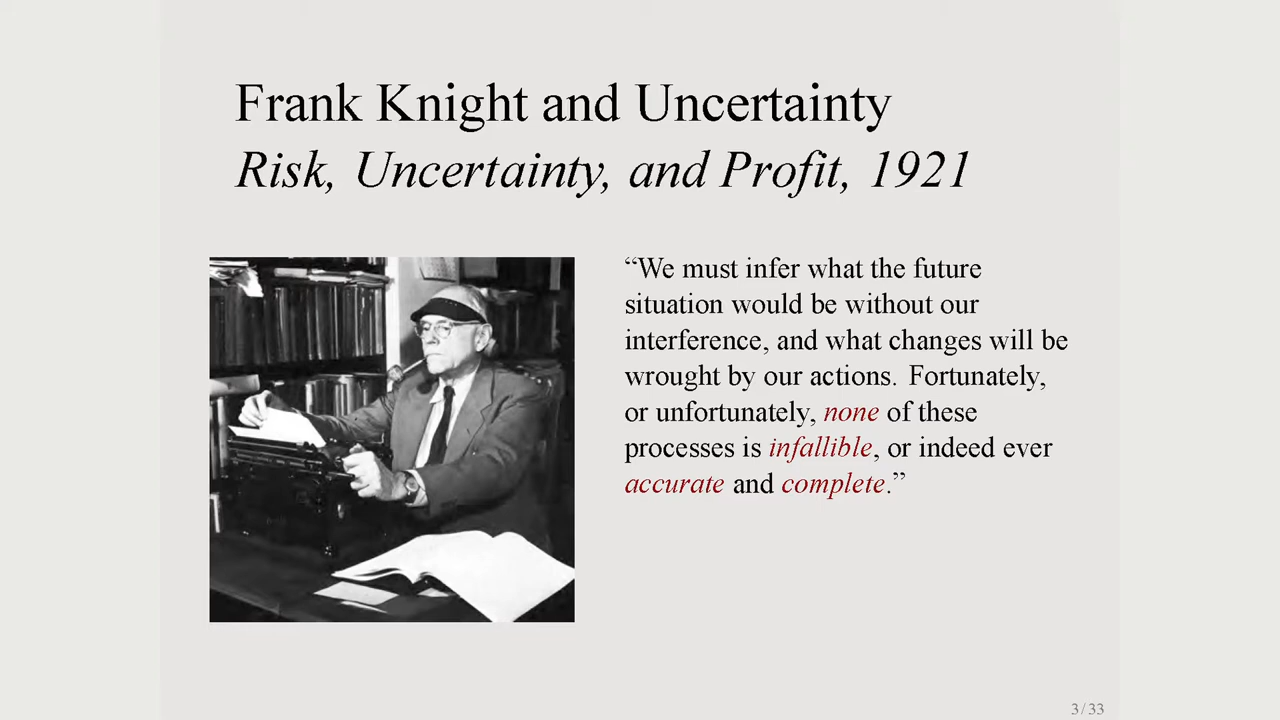 Frank Knight and Uncertainty
Risk, Uncertainty, and Profit, 1921
“We must infer what the future
situation would be without our
interference, and what changes will be
wrought by our actions. Fortunately,
or unfortunately, none of these
processes is infallible, or indeed ever
accurate and complete.”
3/33